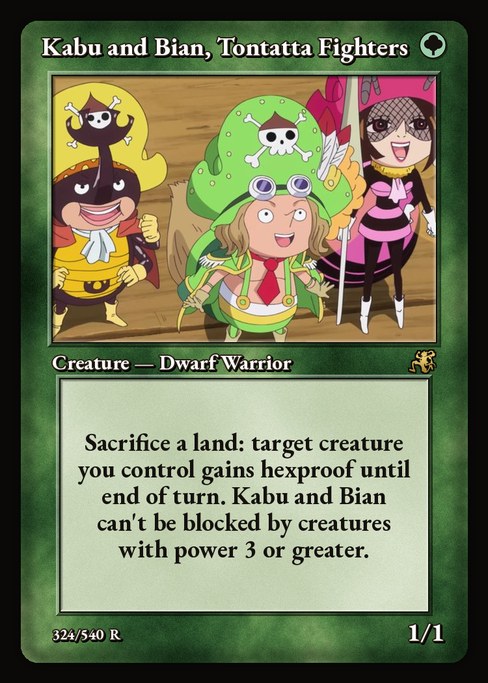 Kabu and Bian, Tontatta Fighters
Creature — Dwarf Warrior
Sacrifice a land: target creature
you control gains hexproof until
end of turn. Kabu and Bian
can't be blocked by creatures
with power 3 or greater.
324/540 R
1/1